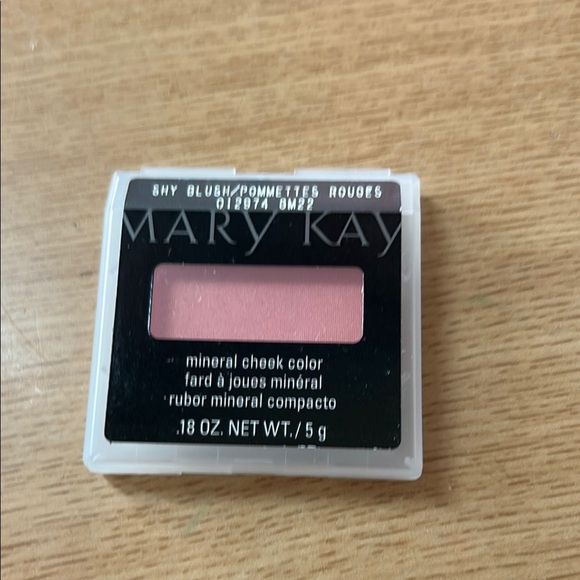 SHY BLUSH/POMMETTES ROUGES
012974 GM22
MARY KAY
mineral cheek color
fard à joues minéral
rubor mineral compacto
.18 OZ. NET WT./5 g